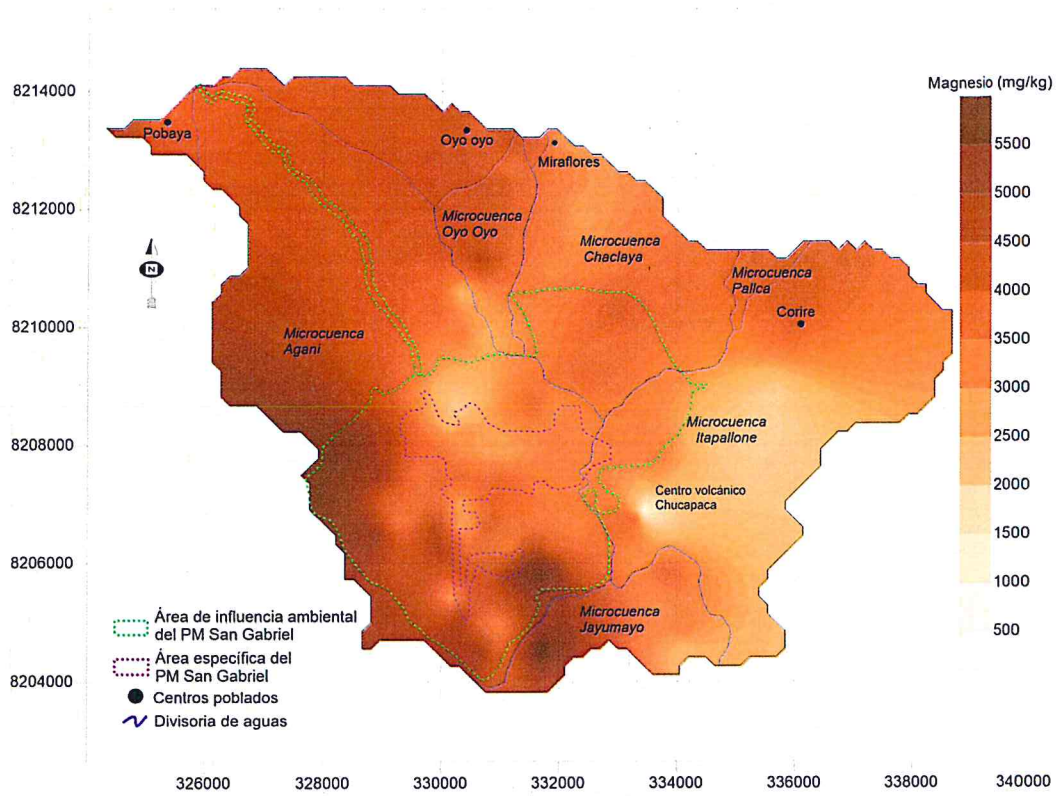 Magnesio (mg/kg)
8214000
8212000
8210000
8208000
8206000
8204000
Pobaya
Oyo oyo
Miraflores
Microcuenca
Oyo Oyo
Microcuenca
Chaclaya
Microcuenca
Pallca
Corire
Microcuenca
Agani
Microcuenca
Itapallone
Centro volcánico
Chucapaca
Microcuenca
Jayumayo
N
5500
5000
4500
4000
3500
3000
2500
2000
1500
1000
500
Área de influencia ambiental
del PM San Gabriel
Área específica del
PM San Gabriel
Centros poblados
Divisoria de aguas
326000
328000
330000
332000
334000
336000
338000
340000